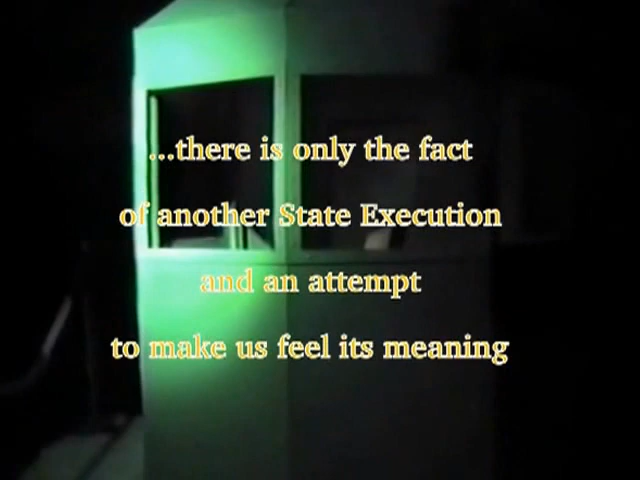 ...there is only the fact
of another State Execution
and an attempt
to make us feel its meaning